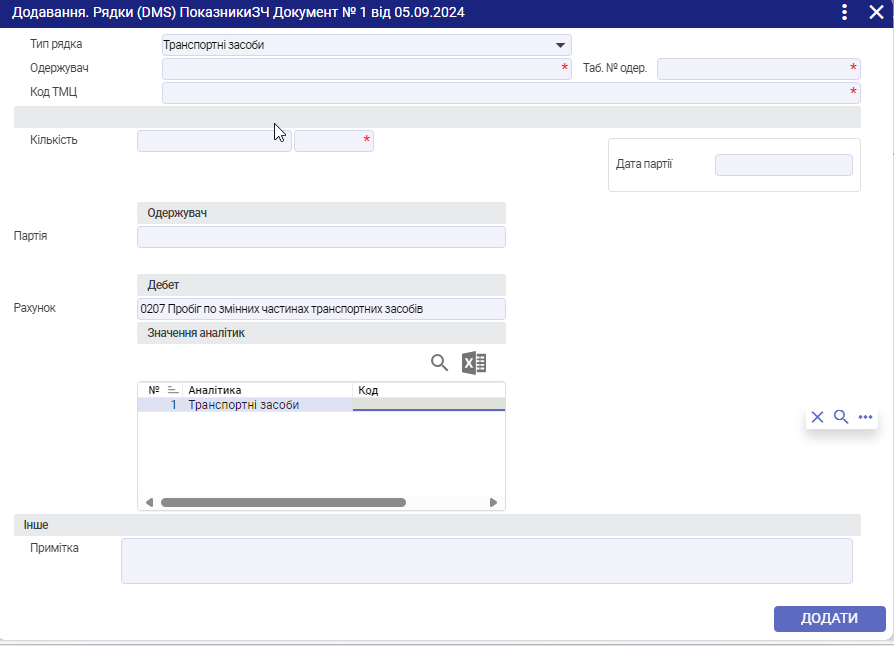 Додавання. Рядки (DMS) ПоказникиЗЧ Документ № 1 від 05.09.2024
Тип рядка Транспортні засоби
Одержувач * Таб. № одер. *
Код ТМЦ *
Кількість *
Дата партії
Одержувач
Партія
Дебет
Рахунок 0207 Пробіг по змінних частинах транспортних засобів
Значення аналітик
№ Аналітика Код
1 Транспортні засоби
Інше
Примітка
ДОДАТИ